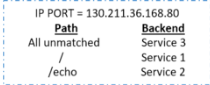 IP PORT = 130.211.36.168.80
Path Backend
All unmatched Service 3
/ Service 1
/echo Service 2